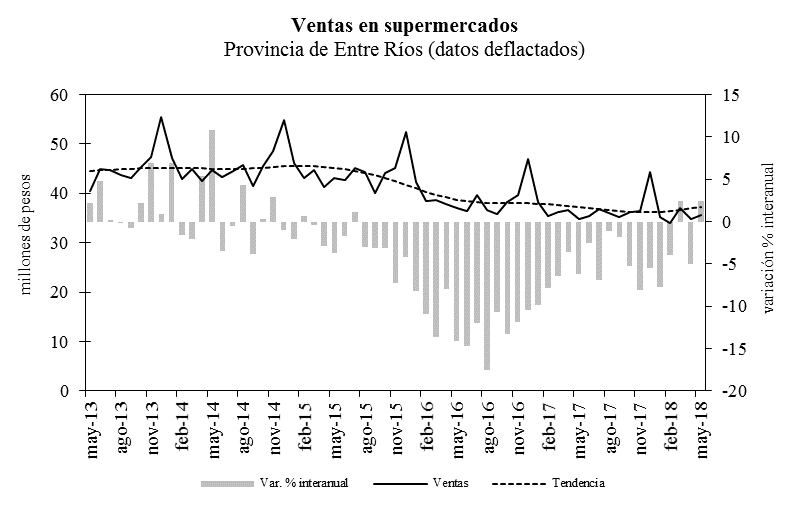 Ventas en supermercados
Provincia de Entre Ríos (datos deflactados)
millones de pesos
60
50
40
30
20
10
0
variación % interanual
15
10
5
0
-5
-10
-15
-20
may-13
ago-13
nov-13
feb-14
may-14
ago-14
nov-14
feb-15
may-15
ago-15
nov-15
feb-16
may-16
ago-16
nov-16
feb-17
may-17
ago-17
nov-17
feb-18
may-18
Var. % interanual
Ventas
Tendencia